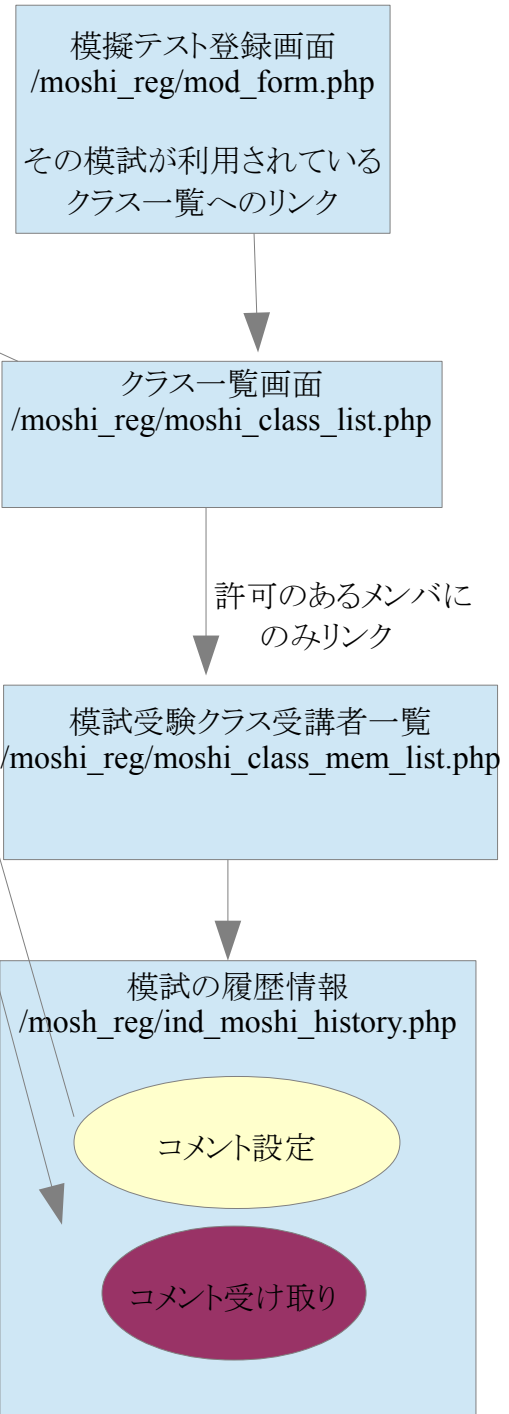 模擬テスト登録画面
/moshi_reg/mod_form.php
その模試が利用されている
クラス一覧へのリンク
クラス一覧画面
/moshi_reg/moshi_class_list.php
許可のあるメンバに
のみリンク
模試受験クラス受講者一覧
/moshi_reg/moshi_class_mem_list.php
模試の履歴情報
/mosh_reg/ind_moshi_history.php
コメント設定
コメント受け取り